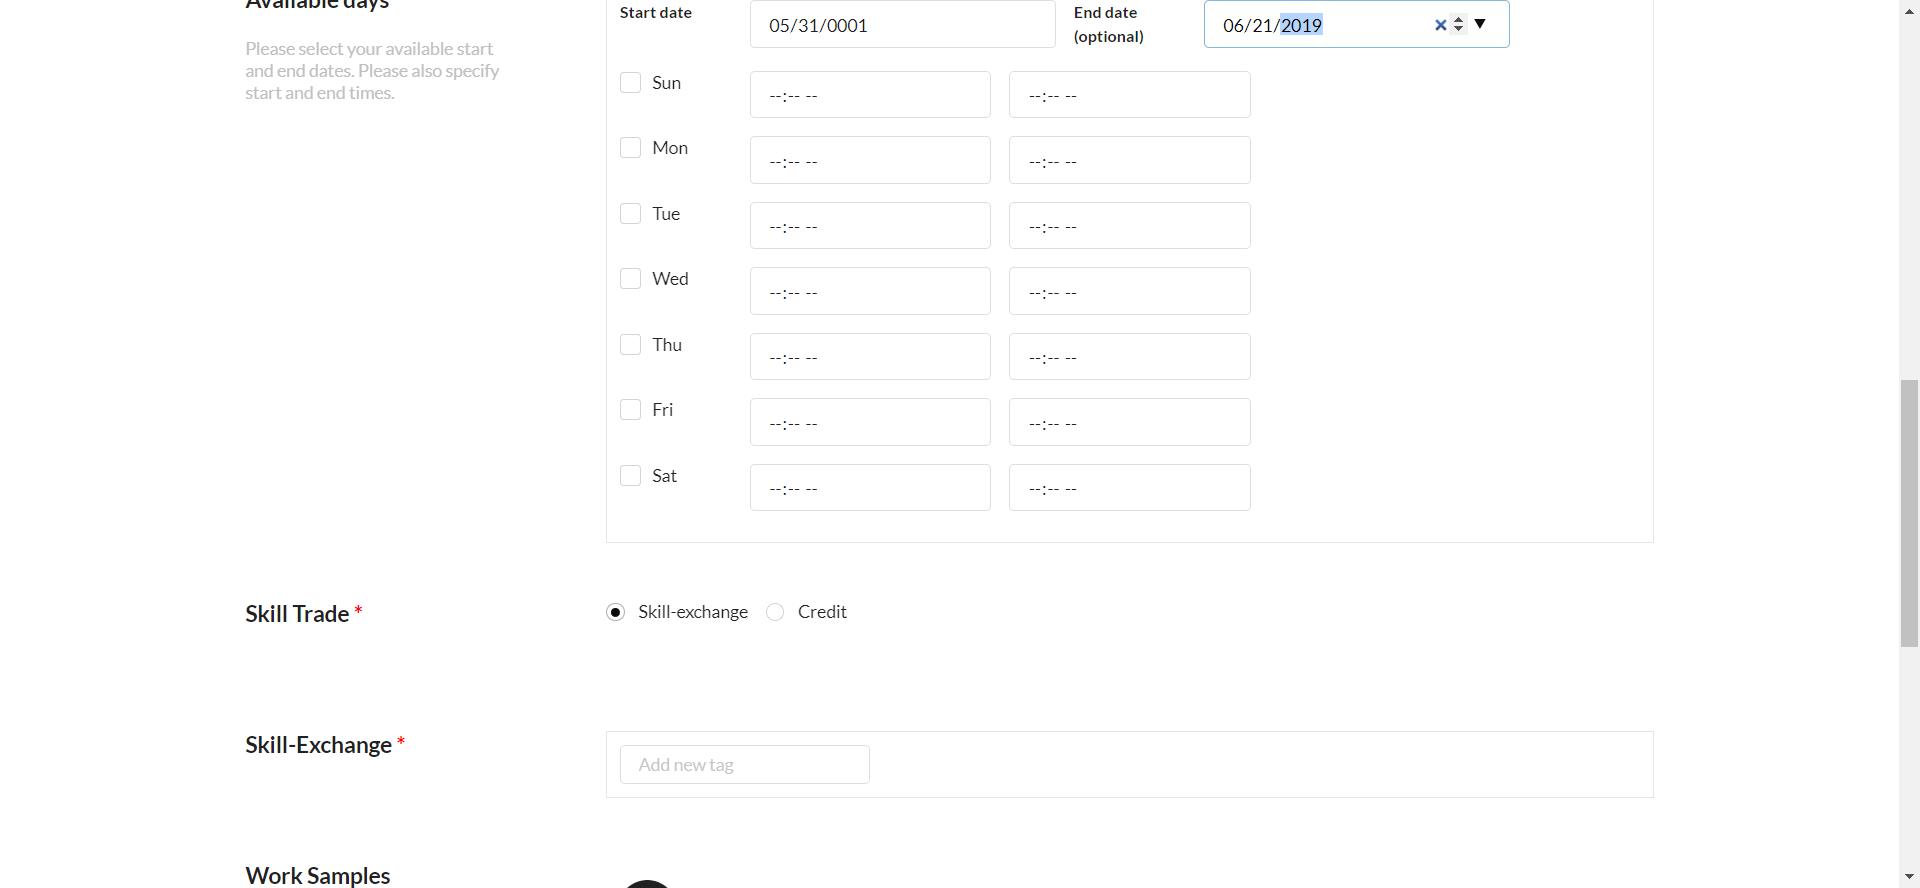 Available days
Please select your available start
and end dates. Please also specify
start and end times.
Start date
05/31/0001
End date
(optional)
06/21/2019
Sun
--:-- --
--:-- --
Mon
--:-- --
--:-- --
Tue
--:-- --
--:-- --
Wed
--:-- --
--:-- --
Thu
--:-- --
--:-- --
Fri
--:-- --
--:-- --
Sat
--:-- --
--:-- --
Skill Trade *
Skill-exchange
Credit
Skill-Exchange *
Add new tag
Work Samples